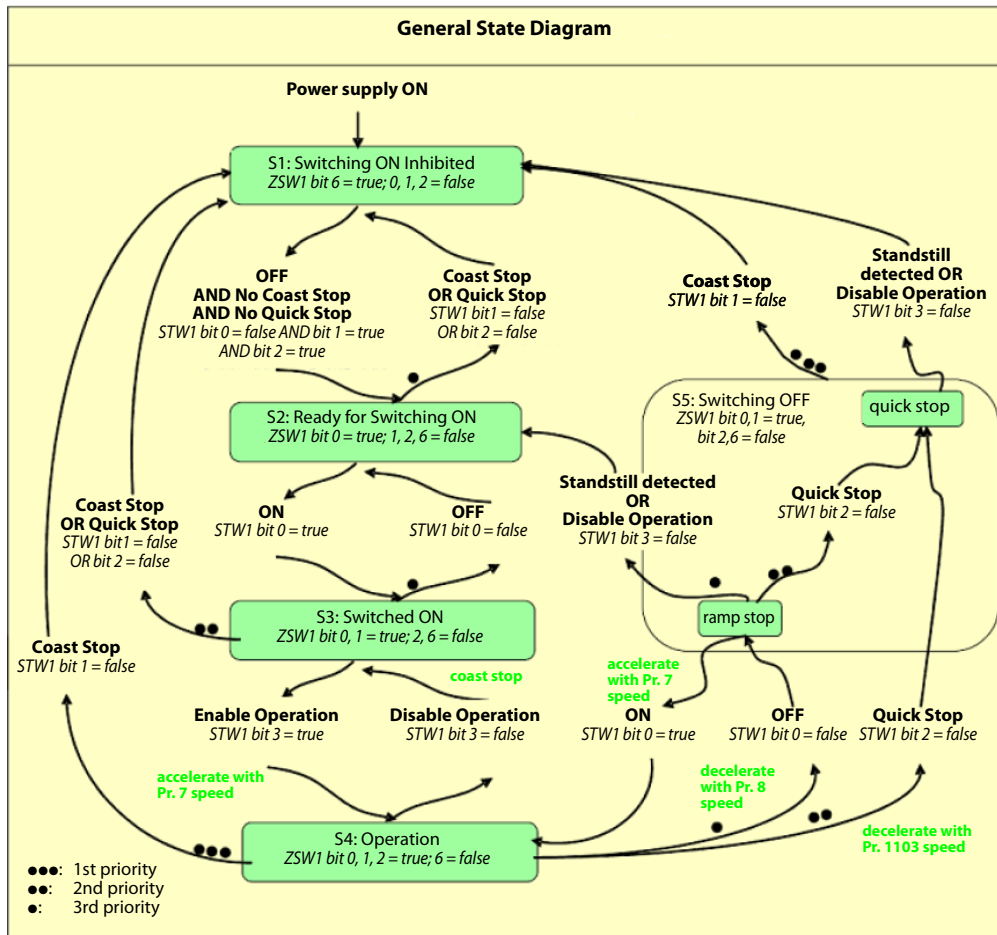 General State Diagram
Power supply ON
S1: Switching ON Inhibited
ZSW1 bit 6 = true; 0, 1, 2 = false
OFF
AND No Coast Stop
AND No Quick Stop
STW1 bit 0 = false AND bit 1 = true
AND bit 2 = true
Coast Stop
OR Quick Stop
STW1 bit1 = false
OR bit 2 = false
Coast Stop
STW1 bit 1 = false
Standstill
detected OR
Disable Operation
STW1 bit 3 = false
S2: Ready for Switching ON
ZSW1 bit 0 = true; 1, 2, 6 = false
S5: Switching OFF
ZSW1 bit 0,1 = true,
bit 2,6 = false
quick stop
ON
STW1 bit 0 = true
OFF
STW1 bit 0 = false
Standstill detected
OR
Disable Operation
STW1 bit 3 = false
Quick Stop
STW1 bit 2 = false
Coast Stop
OR Quick Stop
STW1 bit1 = false
OR bit 2 = false
S3: Switched ON
ZSW1 bit 0, 1 = true; 2, 6 = false
ramp stop
Coast Stop
STW1 bit 1 = false
coast stop
accelerate
with Pr. 7
speed
Enable Operation
STW1 bit 3 = true
Disable Operation
STW1 bit 3 = false
ON
STW1 bit 0 = true
OFF
STW1 bit 0 = false
Quick Stop
STW1 bit 2 = false
accelerate with
Pr. 7 speed
decelerate
with Pr. 8
speed
decelerate with
Pr. 1103 speed
S4: Operation
ZSW1 bit 0, 1, 2 = true; 6 = false
●●●: 1st priority
●●: 2nd priority
●: 3rd priority